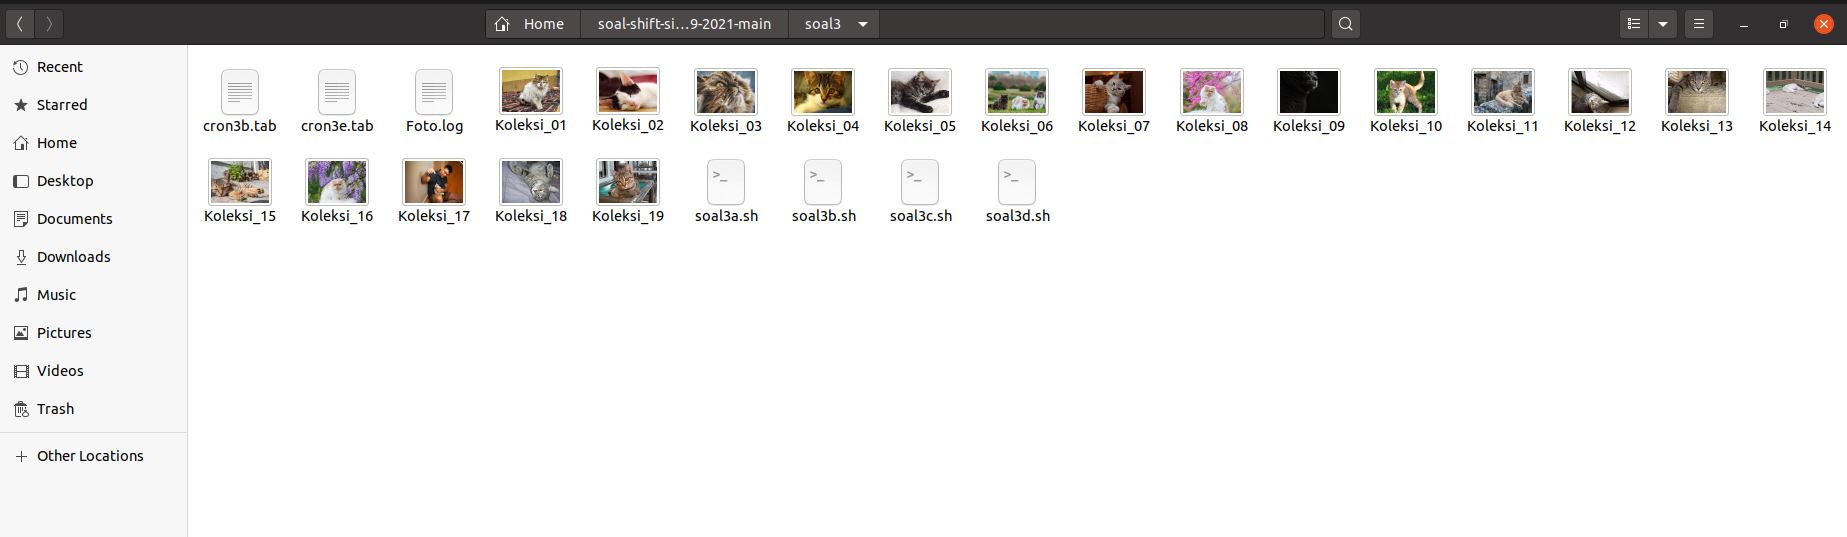 Home soal-shift-si...9-2021-main soal3
Recent
Starred
Home
Desktop
Documents
Downloads
Music
Pictures
Videos
Trash
Other Locations
cron3b.tab cron3e.tab Foto.log Koleksi_01 Koleksi_02 Koleksi_03 Koleksi_04 Koleksi_05 Koleksi_06 Koleksi_07 Koleksi_08 Koleksi_09 Koleksi_10 Koleksi_11 Koleksi_12 Koleksi_13 Koleksi_14
Koleksi_15 Koleksi_16 Koleksi_17 Koleksi_18 Koleksi_19 soal3a.sh soal3b.sh soal3c.sh soal3d.sh